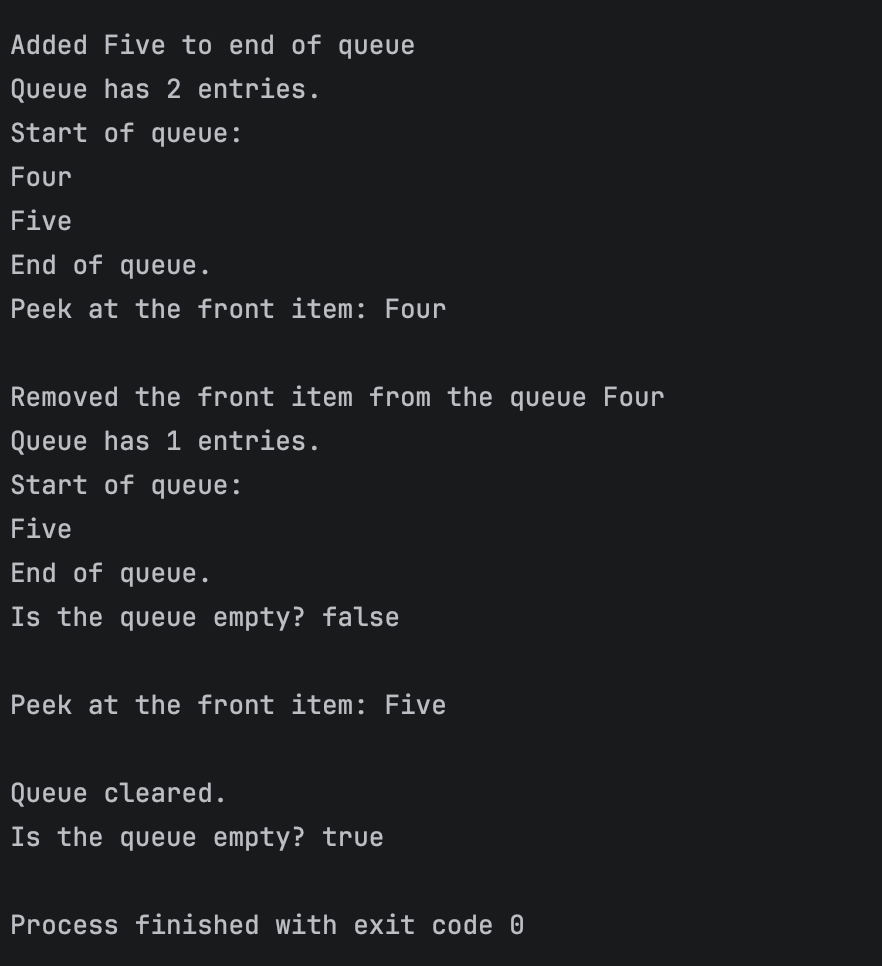 Added Five to end of queue
Queue has 2 entries.
Start of queue:
Four
Five
End of queue.
Peek at the front item: Four
Removed the front item from the queue Four
Queue has 1 entries.
Start of queue:
Five
End of queue.
Is the queue empty? false
Peek at the front item: Five
Queue cleared.
Is the queue empty? true
Process finished with exit code 0